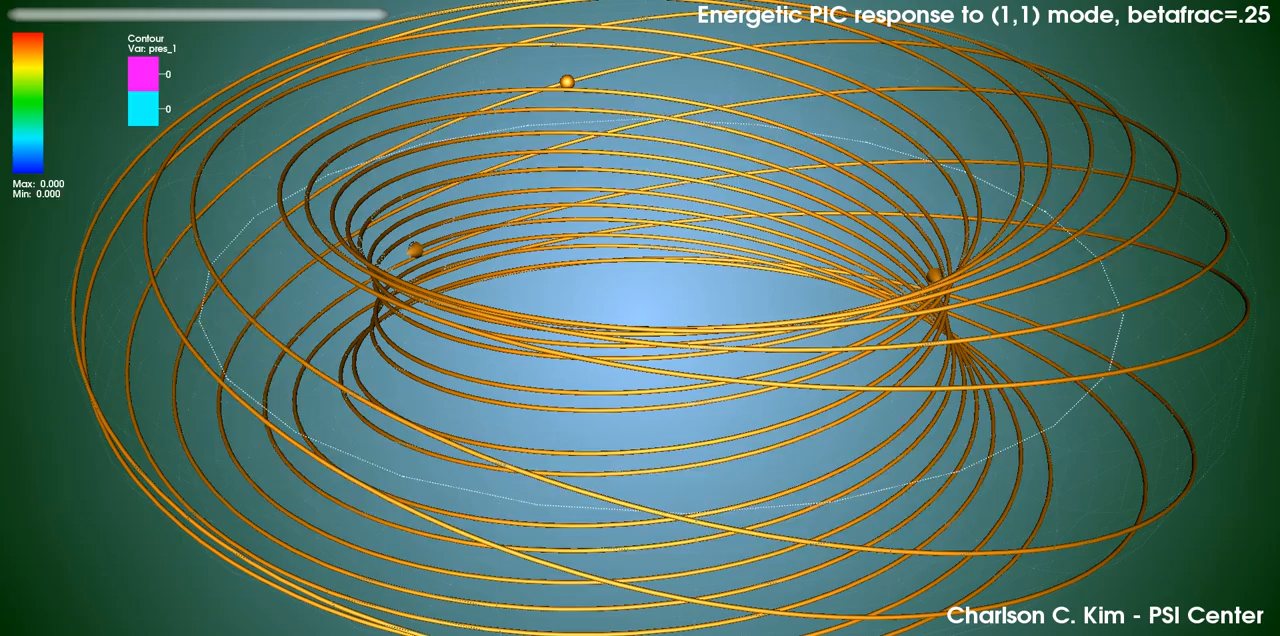 Energetic PIC response to (1,1) mode, betafrac=.25
Contour
Var: pres_1
0
0
Max: 0.000
Min: 0.000
Charlson C. Kim - PSI Center